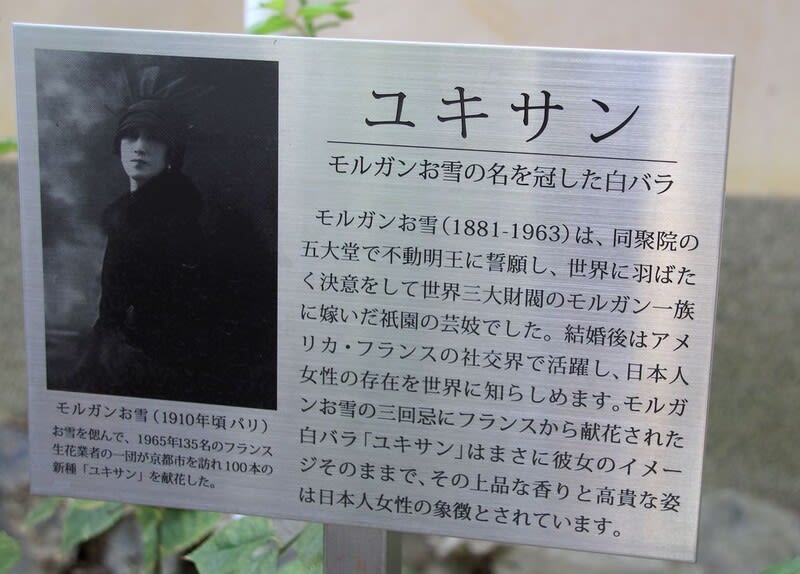 ユキサン
モルガンお雪の名を冠した白バラ
モルガンお雪(1881-1963)は、同聚院の
五大堂で不動明王に誓願し、世界に羽ばた
く決意をして世界三大財閥のモルガン一族
に嫁いだ祇園の芸妓でした。結婚後はアメ
リカ・フランスの社交界で活躍し、日本人
女性の存在を世界に知らしめます。モルガ
ンお雪の三回忌にフランスから献花された
白バラ「ユキサン」はまさに彼女のイメー
ジそのままで、その上品な香りと高貴な姿
は日本人女性の象徴とされています。
モルガンお雪(1910年頃 パリ)
お雪を偲んで、1965年135名のフランス
生花業者の一団が京都市を訪れ100本の
新種「ユキサン」を献花した。